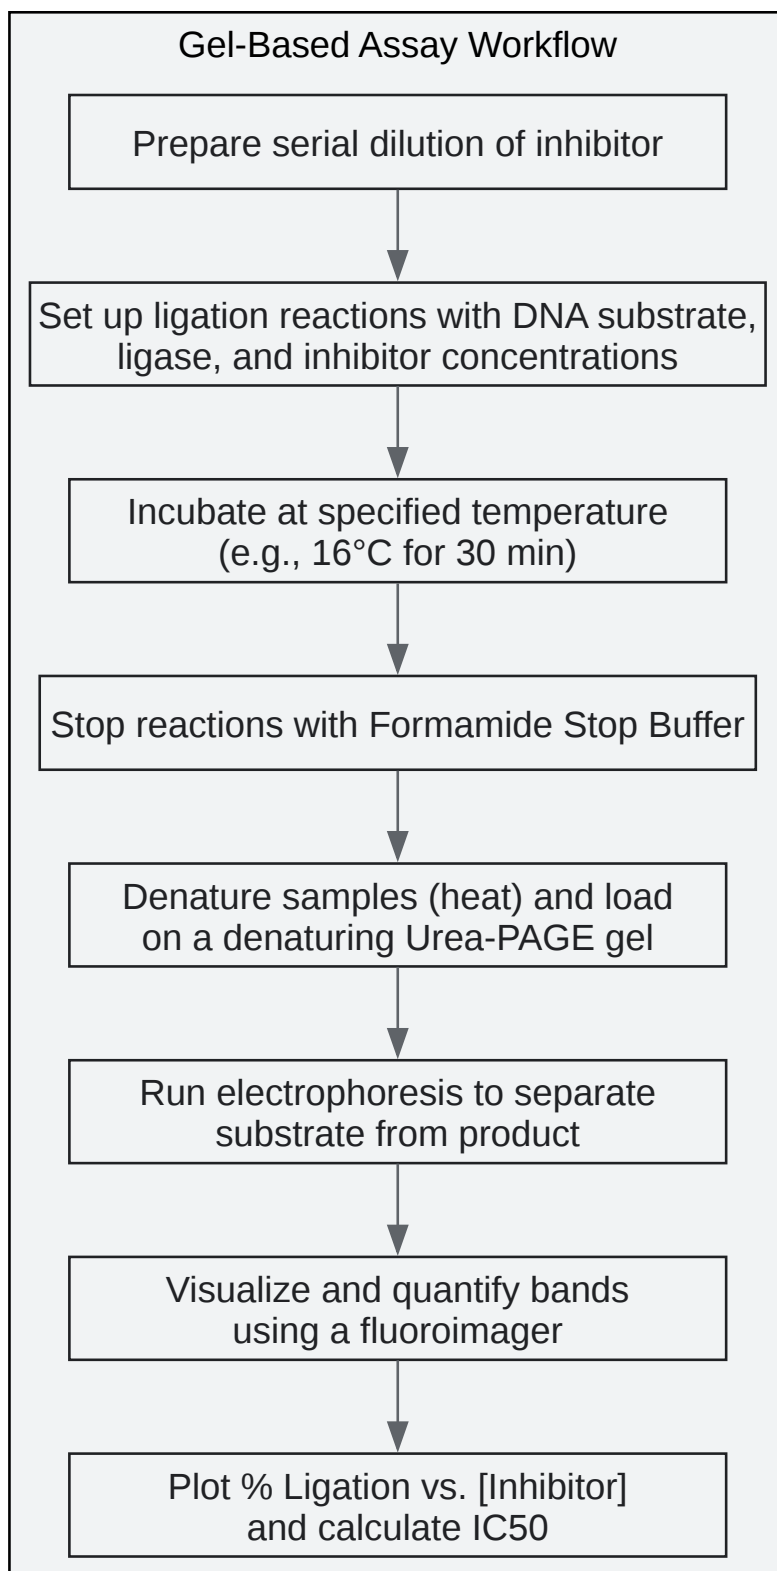 Gel-Based Assay Workflow
Prepare serial dilution of inhibitor
Set up ligation reactions with DNA substrate,
ligase, and inhibitor concentrations
Incubate at specified temperature
(e.g., 16°C for 30 min)
Stop reactions with Formamide Stop Buffer
Denature samples (heat) and load
on a denaturing Urea-PAGE gel
Run electrophoresis to separate
substrate from product
Visualize and quantify bands
using a fluoroimager
Plot % Ligation vs. [Inhibitor]
and calculate IC50